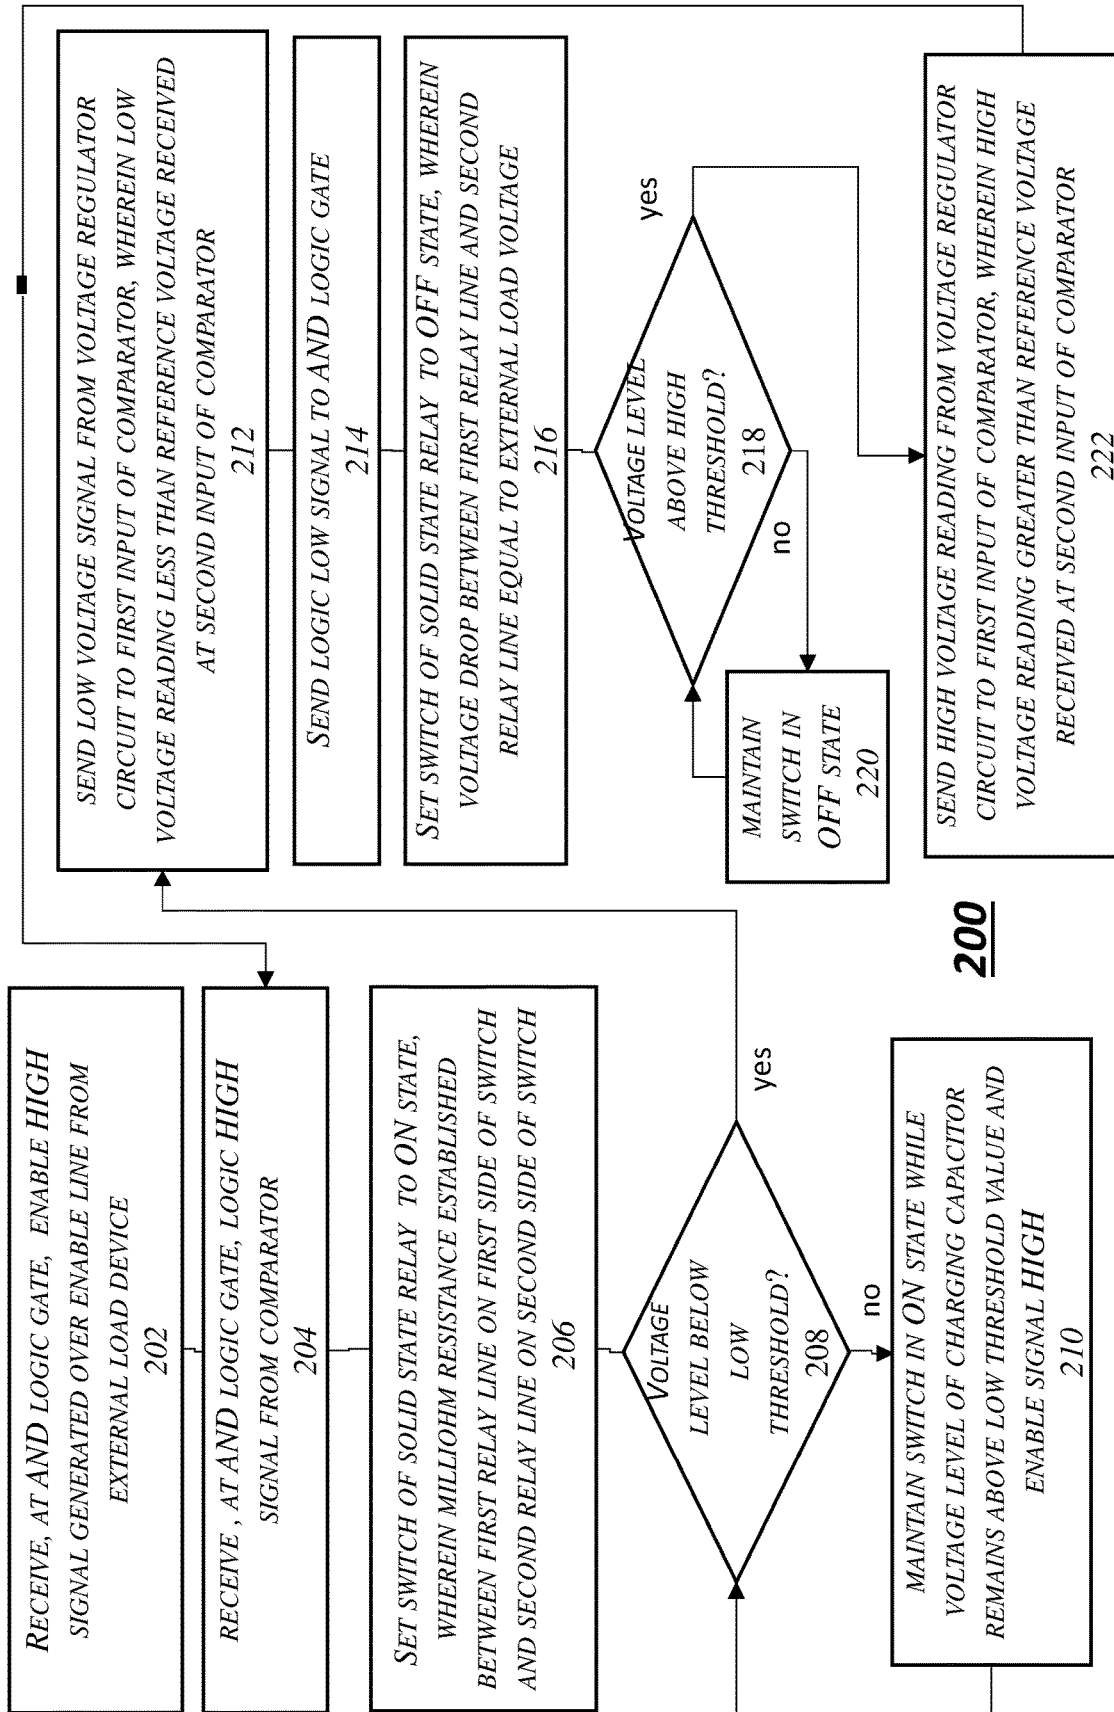 RECEIVE, AT AND LOGIC GATE, ENABLE HIGH
SIGNAL GENERATED OVER ENABLE LINE FROM
EXTERNAL LOAD DEVICE
202
RECEIVE , AT AND LOGIC GATE, LOGIC HIGH
SIGNAL FROM COMPARATOR
204
SET SWITCH OF SOLID STATE RELAY TO ON STATE,
WHEREIN MILLIOHM RESISTANCE ESTABLISHED
BETWEEN FIRST RELAY LINE ON FIRST SIDE OF SWITCH
AND SECOND RELAY LINE ON SECOND SIDE OF SWITCH
206
VOLTAGE
LEVEL BELOW
LOW
THRESHOLD?
208
yes
no
MAINTAIN SWITCH IN ON STATE WHILE
VOLTAGE LEVEL OF CHARGING CAPACITOR
REMAINS ABOVE LOW THRESHOLD VALUE AND
ENABLE SIGNAL HIGH
210
200
SEND LOW VOLTAGE SIGNAL FROM VOLTAGE REGULATOR
CIRCUIT TO FIRST INPUT OF COMPARATOR, WHEREIN LOW
VOLTAGE READING LESS THAN REFERENCE VOLTAGE RECEIVED
AT SECOND INPUT OF COMPARATOR
212
SEND LOGIC LOW SIGNAL TO AND LOGIC GATE
214
SET SWITCH OF SOLID STATE RELAY TO OFF STATE, WHEREIN
VOLTAGE DROP BETWEEN FIRST RELAY LINE AND SECOND
RELAY LINE EQUAL TO EXTERNAL LOAD VOLTAGE
216
VOLTAGE LEVEL
ABOVE HIGH
THRESHOLD?
218
yes
no
MAINTAIN
SWITCH IN
OFF STATE
220
SEND HIGH VOLTAGE READING FROM VOLTAGE REGULATOR
CIRCUIT TO FIRST INPUT OF COMPARATOR, WHEREIN HIGH
VOLTAGE READING GREATER THAN REFERENCE VOLTAGE
RECEIVED AT SECOND INPUT OF COMPARATOR
222